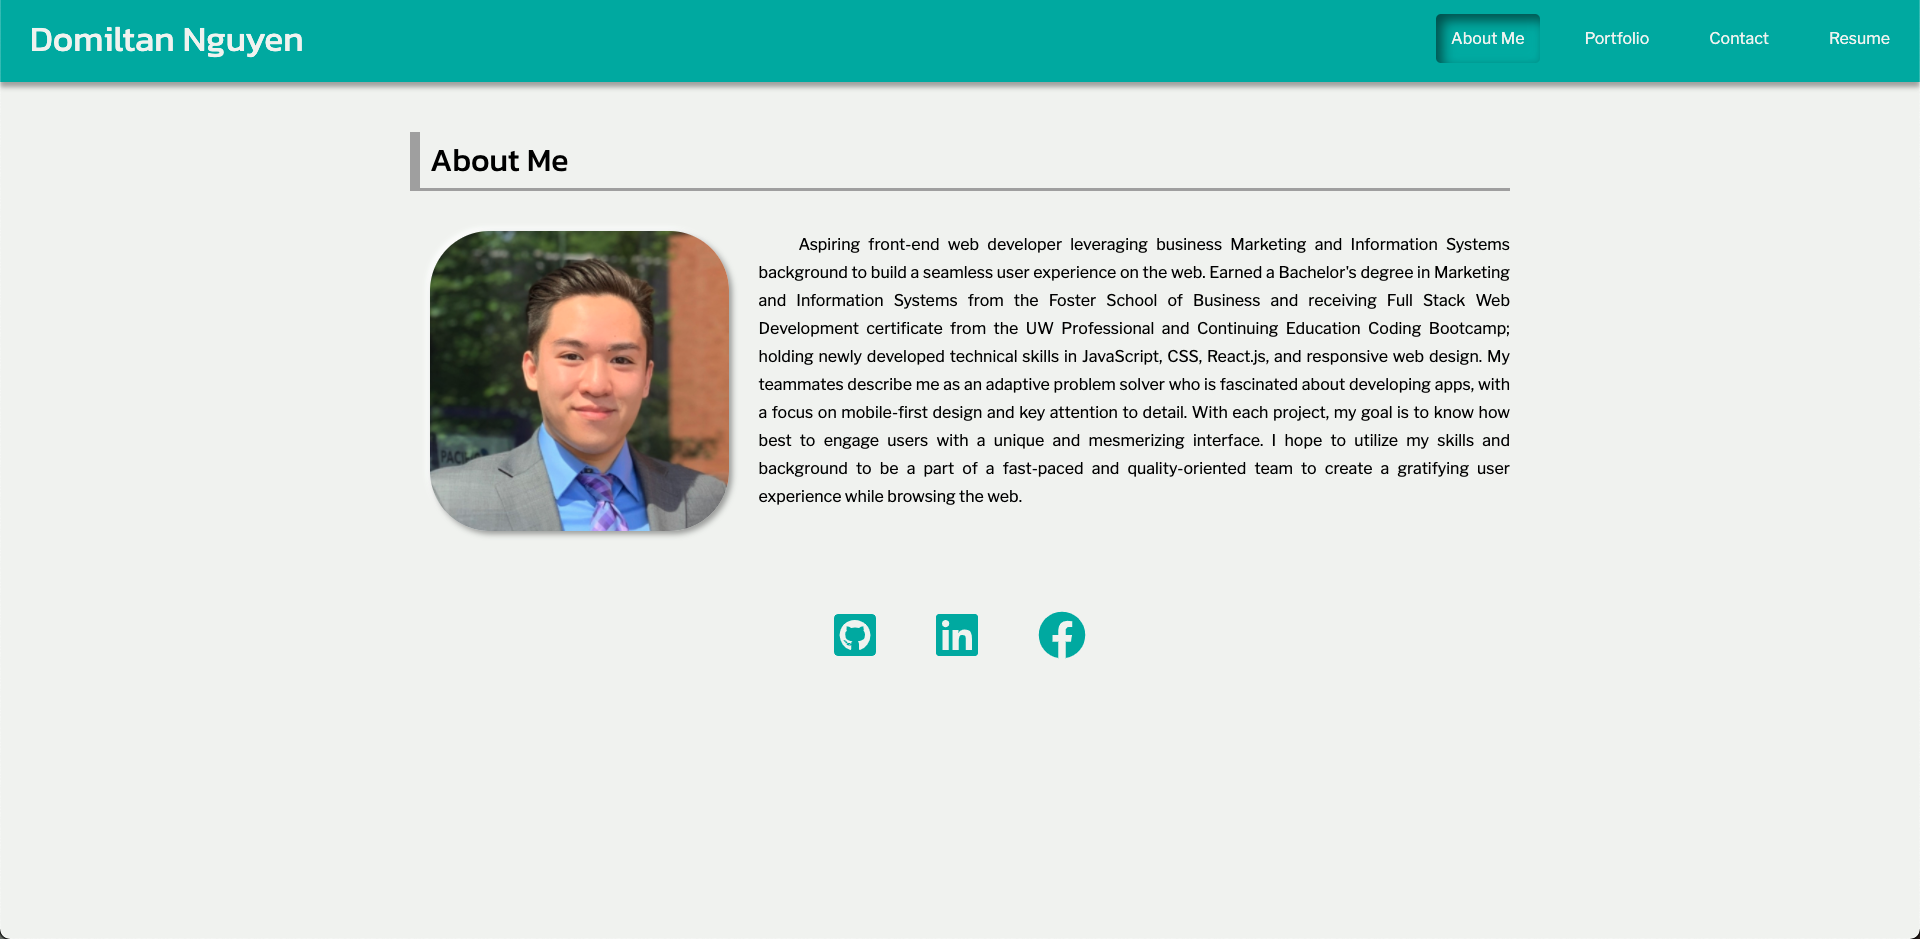 Domiltan Nguyen
About Me
Portfolio
Contact
Resume
About Me
Aspiring front-end web developer leveraging business Marketing and Information Systems
background to build a seamless user experience on the web. Earned a Bachelor's degree in Marketing
and Information Systems from the Foster School of Business and receiving Full Stack Web
Development certificate from the UW Professional and Continuing Education Coding Bootcamp;
holding newly developed technical skills in JavaScript, CSS, React.js, and responsive web design. My
teammates describe me as an adaptive problem solver who is fascinated about developing apps, with
a focus on mobile-first design and key attention to detail. With each project, my goal is to know how
best to engage users with a unique and mesmerizing interface. I hope to utilize my skills and
background to be a part of a fast-paced and quality-oriented team to create a gratifying user
experience while browsing the web.
in